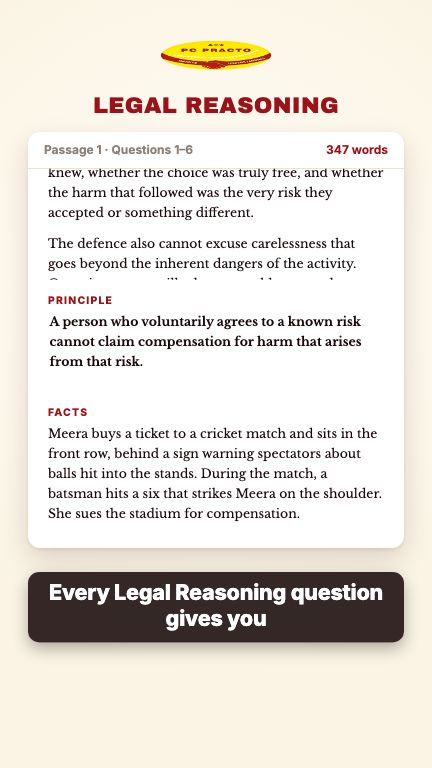 PC PRACTO
LEGAL REASONING
Passage 1 · Questions 1–6
347 words
knew, whether the choice was truly free, and whether
the harm that followed was the very risk they
accepted or something different.
The defence also cannot excuse carelessness that
goes beyond the inherent dangers of the activity.
PRINCIPLE
A person who voluntarily agrees to a known risk
cannot claim compensation for harm that arises
from that risk.
FACTS
Meera buys a ticket to a cricket match and sits in the
front row, behind a sign warning spectators about
balls hit into the stands. During the match, a
batsman hits a six that strikes Meera on the shoulder.
She sues the stadium for compensation.
Every Legal Reasoning question
gives you